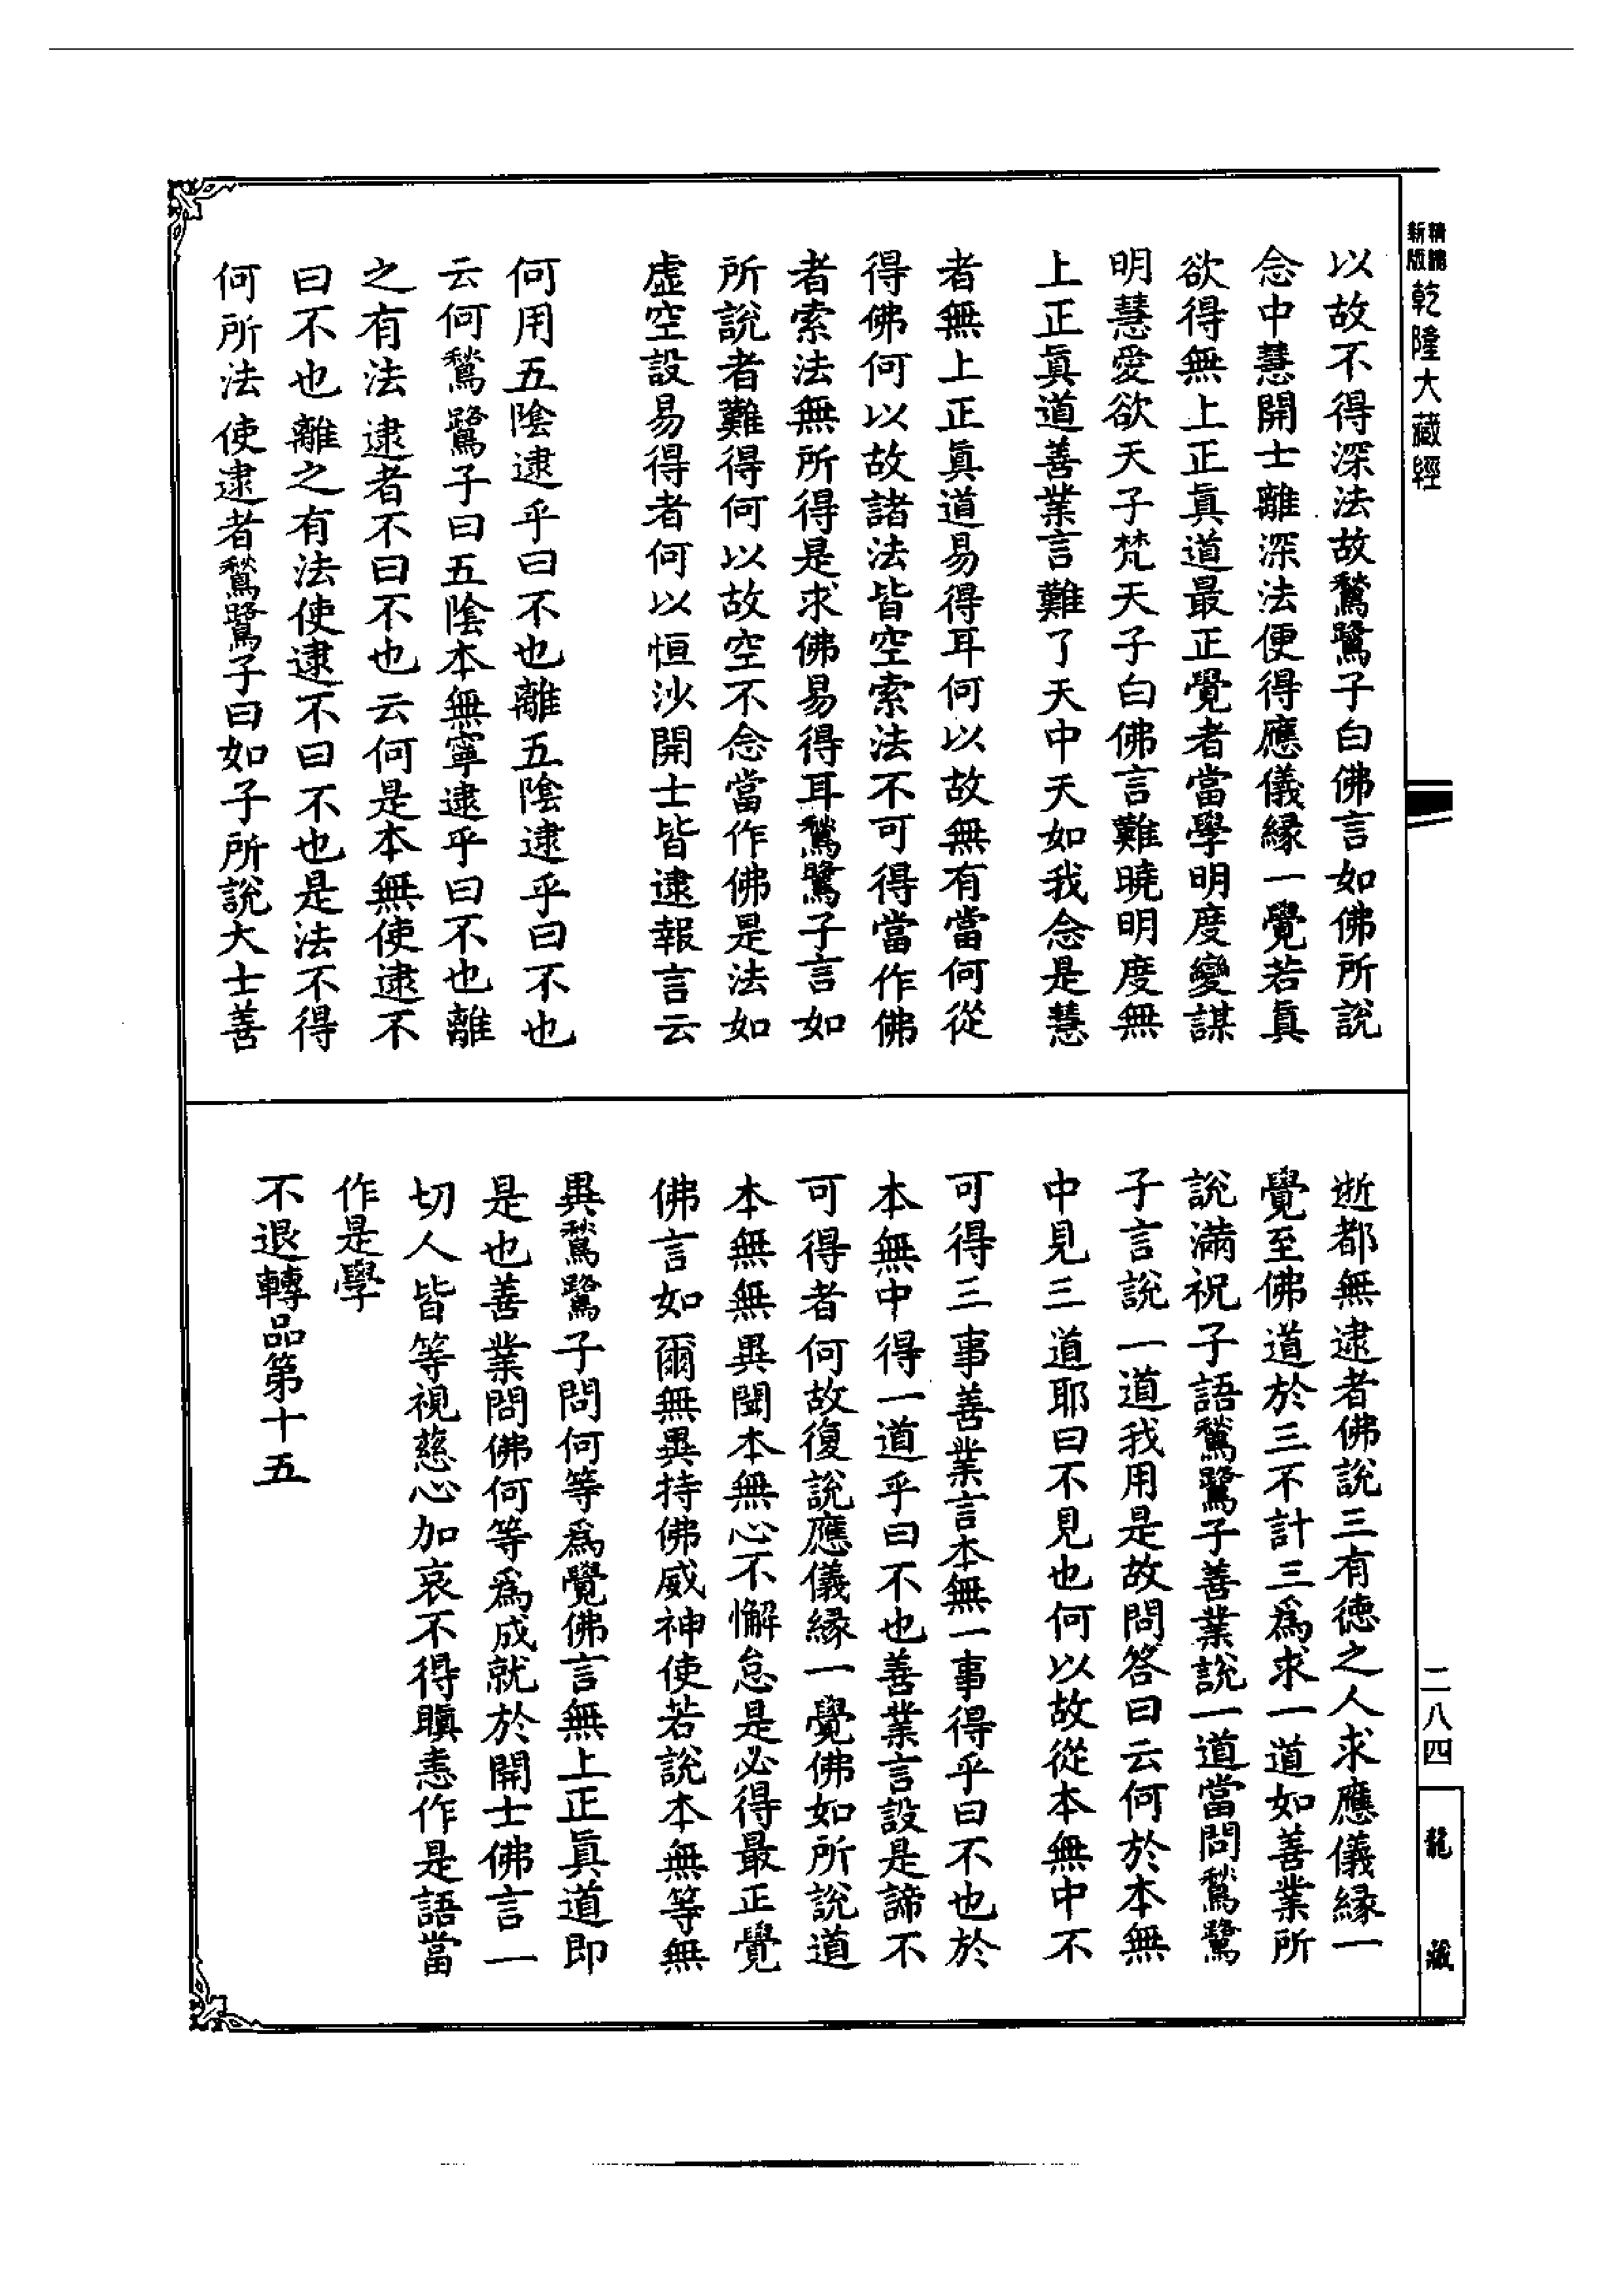 精編
新版
乾隆大藏經
以故不得深法故鶖鷺子白佛言如佛所說
念中慧開士離深法便得應儀緣一覺若眞
欲得無上正眞道最正覺者當學明度變謀
明慧愛欲天子梵天子白佛言難曉明度無
上正眞道善業言難了天中天如我念是慧
者無上正眞道易得耳何以故無有當何從
得佛何以故諸法皆空索法不可得當作佛
者索法無所得是求佛易得耳鶖鷺子言如
所說者難得何以故空不念當作佛是法如
虛空設易得者何以恒沙開士皆逮報言云
何用五陰逮乎曰不也離五陰逮乎曰不也
云何鶖鷺子曰五陰本無寧逮乎曰不也離
之有法逮者不曰不也云何是本無使逮不
曰不也離之有法使逮不曰不也是法不得
何所法使逮者鶖鷺子曰如子所說大士善
逝都無逮者佛說三有德之人求應儀緣一
覺至佛道於三不計三爲求一道如善業所
說滿祝子語鶖鷺子善業說一道當問鶖鷺
子言說一道我用是故問答曰云何於本無
中見三道耶曰不見也何以故從本無中不
可得三事善業言本無一事得乎曰不也於
本無中得一道乎曰不也善業言設是諦不
可得者何故復說應儀緣一覺佛如所說道
本無無異聞本無心不懈怠是必得最正覺
佛言如爾無異持佛威神使若說本無等無
異鶖鷺子問何等爲覺佛言無上正眞道即
是也善業問佛何等爲成就於開士佛言一
切人皆等視慈心加哀不得瞋恚作是語當
作是學
不退轉品第十五
二八四
龍藏